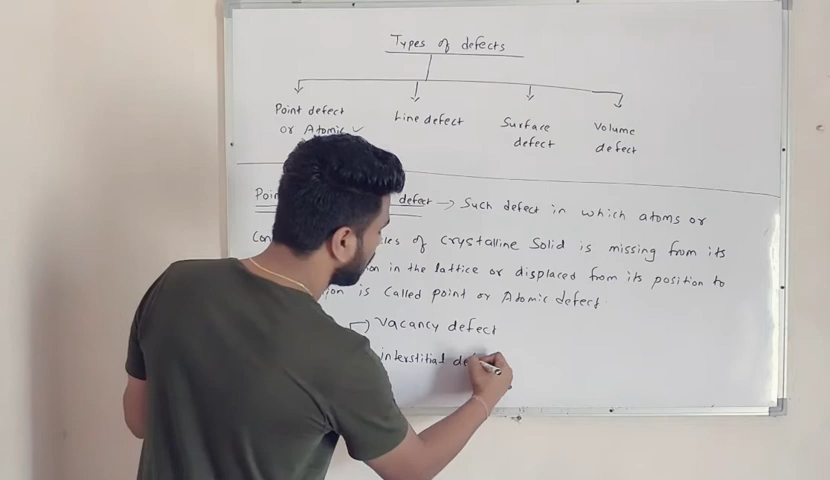 Types of defects
Point defect
or Atomic
Line defect
Surface
defect
Volume
defect
defect → Such defect in which atoms or
of Crystalline Solid is missing from its
in the lattice or displaced from its position to
is Called point or Atomic defect.
Vacancy defect
interstitial